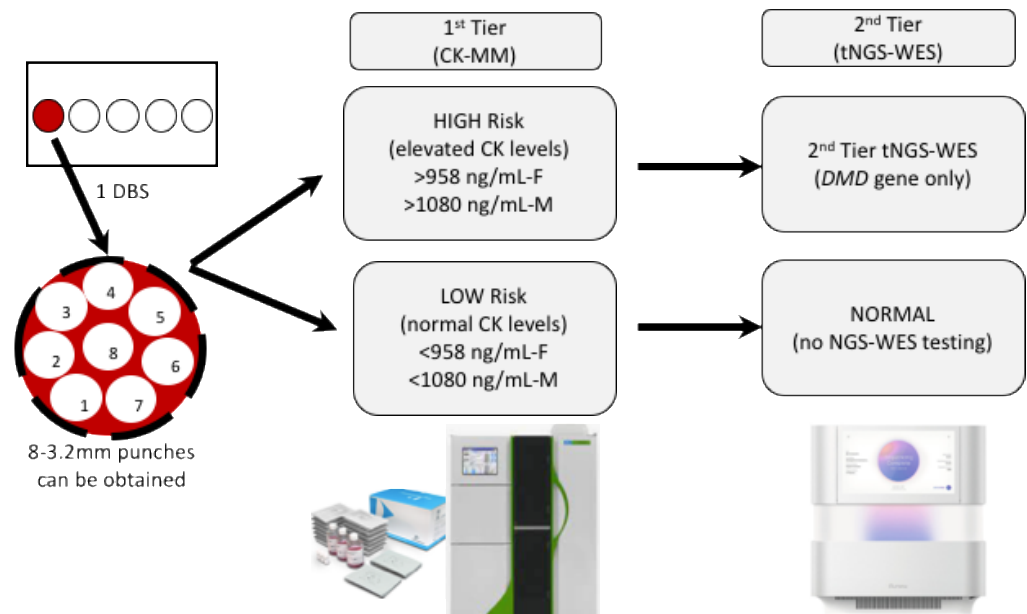 1st Tier
(CK-MM)
2nd Tier
(tNGS-WES)
1 DBS
HIGH Risk
(elevated CK levels)
>958 ng/mL-F
>1080 ng/mL-M
2nd Tier tNGS-WES
(DMD gene only)
4
3
5
2
8
6
1
7
LOW Risk
(normal CK levels)
<958 ng/mL-F
<1080 ng/mL-M
NORMAL
(no NGS-WES testing)
8-3.2mm punches
can be obtained